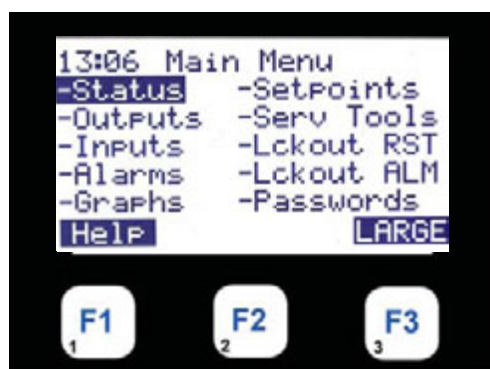 13:06 Main Menu
-Status -Setpoints
-Outputs -Serv Tools
-Inputs -Lckout RST
-Alarms -Lckout ALM
-Graphs -Passwords
Help LARGE
F1 F2 F3
1 2 3